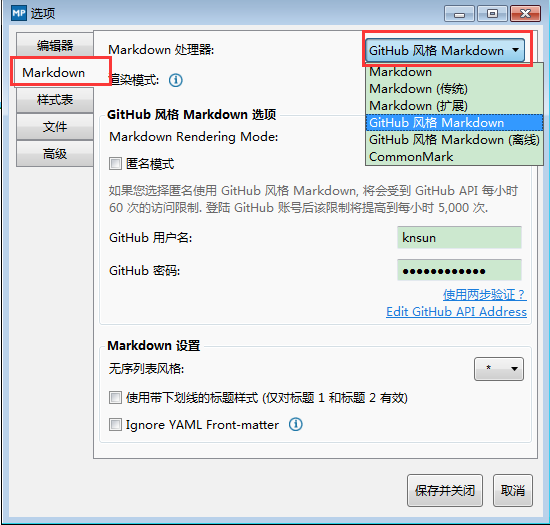 MP 选项
编辑器
Markdown
样式表
文件
高级
Markdown 处理器:
GitHub 风格 Markdown
Markdown
Markdown (传统)
Markdown (扩展)
GitHub 风格 Markdown
GitHub 风格 Markdown (离线)
CommonMark
渲染模式:
GitHub 风格 Markdown 选项
Markdown Rendering Mode:
匿名模式
如果您选择匿名使用 GitHub 风格 Markdown, 将会受到 GitHub API 每小时
60 次的访问限制. 登陆 GitHub 账号后该限制将提高到每小时 5,000 次.
GitHub 用户名:
knsun
GitHub 密码:
●●●●●●●●●●●●
使用两步验证？
Edit GitHub API Address
Markdown 设置
无序列表风格:
*
使用带下划线的标题样式 (仅对标题 1 和标题 2 有效)
Ignore YAML Front-matter
保存并关闭
取消